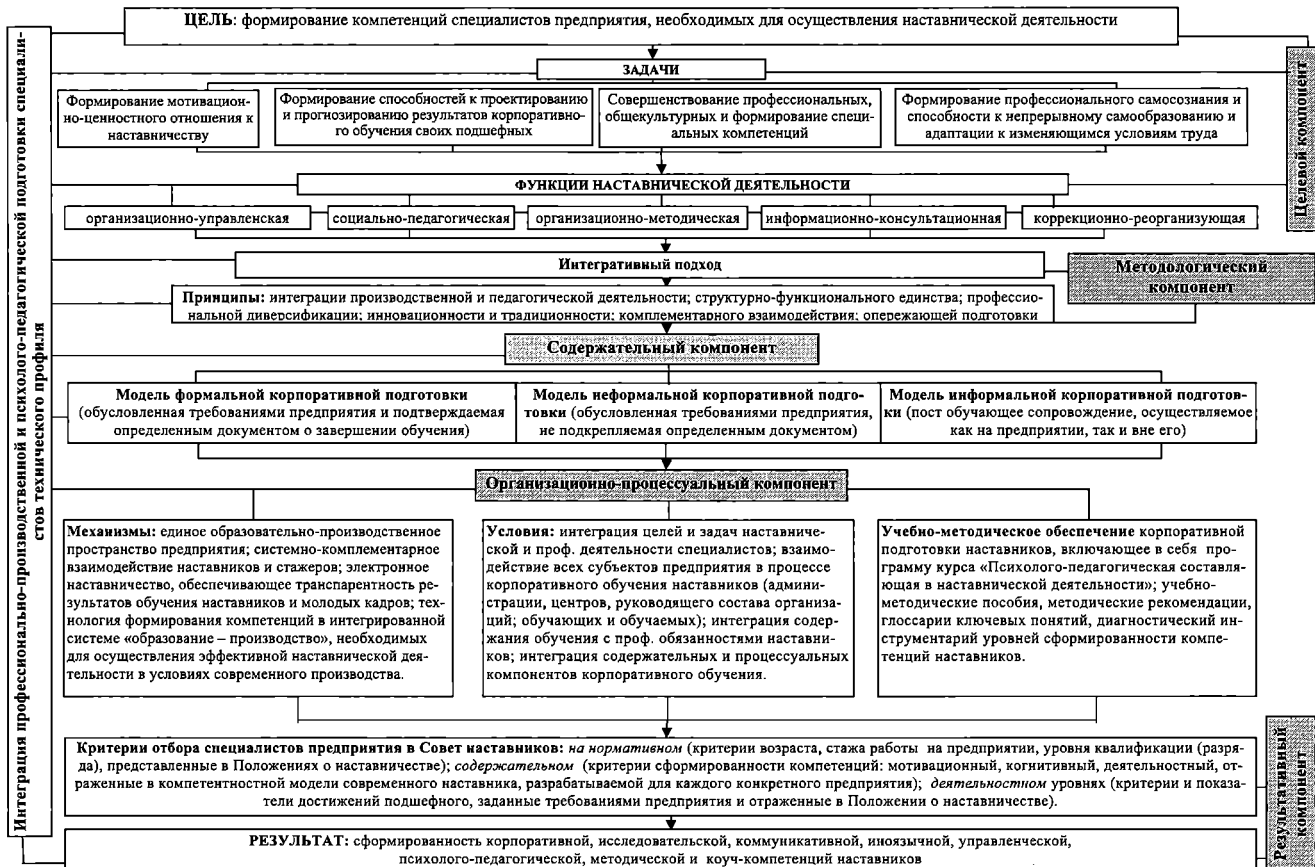 ЦЕЛЬ: формирование компетенций специалистов предприятия, необходимых для осуществления наставнической деятельности
ЗАДАЧИ
Формирование мотивацион-
но-ценностного отношения к
наставничеству
Формирование способностей к проектированию
и прогнозированию результатов корпоратив-
ного обучения своих подшефных
Совершенствование профессиональных,
общекультурных и формирование специ-
альных компетенций
Формирование профессионального самосознания и
способности к непрерывному самообразованию и
адаптации к изменяющимся условиям труда
ФУНКЦИИ НАСТАВНИЧЕСКОЙ ДЕЯТЕЛЬНОСТИ
организационно-управленская
социально-педагогическая
организационно-методическая
информационно-консультационная
коррекционно-реорганизующая
Целевой компонент
Интегративный подход
Методологический
компонент
Принципы: интеграции производственной и педагогической деятельности; структурно-функционального единства; профессио-
нальной диверсификации; инновационности и традиционности; комплементарного взаимодействия; опережающей подготовки
Содержательный компонент
Модель формальной корпоративной подготовки
(обусловленная требованиями предприятия и подтверждаемая
определенным документом о завершении обучения)
Модель неформальной корпоративной подго-
товки (обусловленная требованиями предприятия,
не подкрепляемая определенным документом)
Модель информальной корпоративной подготов-
ки (пост обучающее сопровождение, осуществляемое
как на предприятии, так и вне его)
Организационно-процессуальный компонент
Механизмы: единое образовательно-производственное
пространство предприятия; системно-комплементарное
взаимодействие наставников и стажеров; электронное
наставничество, обеспечивающее транспарентность ре-
зультатов обучения наставников и молодых кадров; тех-
нология формирования компетенций в интегрированной
системе «образование – производство», необходимых
для осуществления эффективной наставнической дея-
тельности в условиях современного производства.
Условия: интеграция целей и задач наставниче-
ской и проф. деятельности специалистов; взаимо-
действие всех субъектов предприятия в процессе
корпоративного обучения наставников (админи-
страции, центров, руководящего состава организа-
ций; обучающих и обучаемых); интеграция содер-
жания обучения с проф. обязанностями наставни-
ков; интеграция содержательных и процессуальных
компонентов корпоративного обучения.
Учебно-методическое обеспечение корпоративной
подготовки наставников, включающее в себя про-
грамму курса «Психолого-педагогическая составляю-
щая в наставнической деятельности»; учебно-
методические пособия, методические рекомендации,
глоссарии ключевых понятий, диагностический ин-
струментарий уровней сформированности компе-
тенций наставников.
Критерии отбора специалистов предприятия в Совет наставников: на нормативном (критерии возраста, стажа работы на предприятии, уровня квалификации (разря-
да), представленные в Положениях о наставничестве); содержательном (критерии сформированности компетенций: мотивационный, когнитивный, деятельностный, от-
раженные в компетентностной модели современного наставника, разрабатываемой для каждого конкретного предприятия); деятельностном уровнях (критерии и показа-
тели достижений подшефного, заданные требованиями предприятия и отраженные в Положении о наставничестве).
РЕЗУЛЬТАТ: сформированность корпоративной, исследовательской, коммуникативной, иноязычной, управленческой,
психолого-педагогической, методической и коуч-компетенций наставников
Результативный
компонент
Интеграция профессионально-производственной и психолого-педагогической подготовки специали-
стов технического профиля